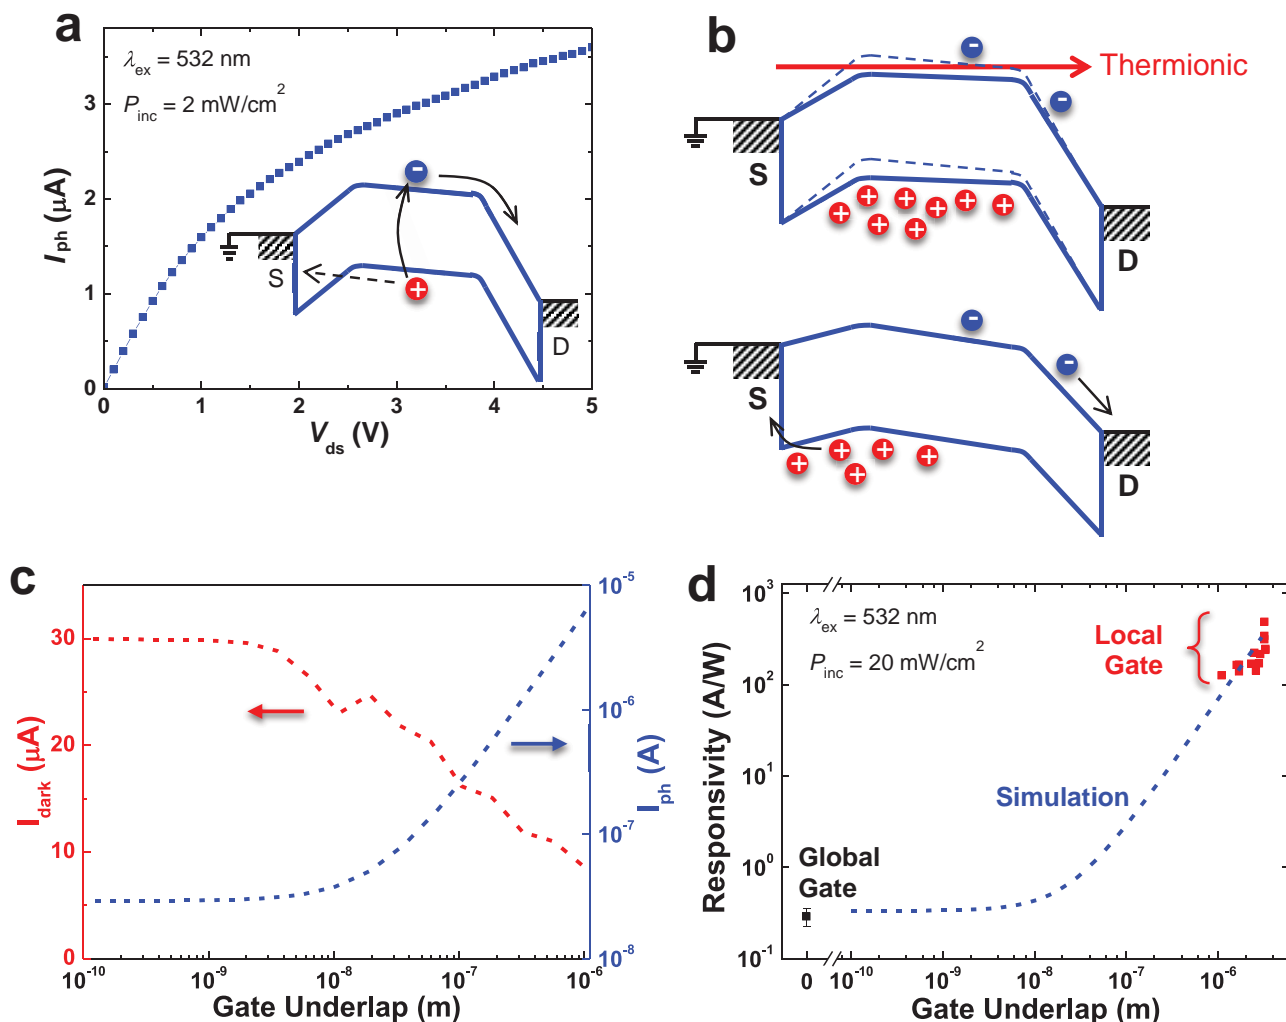 a
λex = 532 nm
Pinc = 2 mW/cm²
Iph (µA)
3
2
1
0
0 1 2 3 4 5
Vds (V)
S
D
-
+
b
Thermionic
-
-
S
D
+ + + + + + + +
-
-
S
D
+ + + + +
c
Idark (µA)
30
20
10
0
10⁻⁵
10⁻⁶
10⁻⁷
10⁻⁸
Iph (A)
10⁻¹⁰ 10⁻⁹ 10⁻⁸ 10⁻⁷ 10⁻⁶
Gate Underlap (m)
d
λex = 532 nm
Pinc = 20 mW/cm²
Local
Gate
Simulation
Global
Gate
Responsivity (A/W)
10³
10²
10¹
10⁰
10⁻¹
0 10⁻¹⁰ 10⁻⁹ 10⁻⁸ 10⁻⁷ 10⁻⁶
Gate Underlap (m)